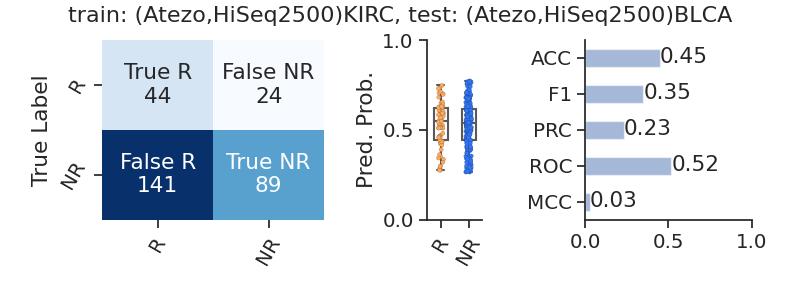 train: (Atezo,HiSeq2500)KIRC, test: (Atezo,HiSeq2500)BLCA
True Label
R
NR
True R
44
False NR
24
False R
141
True NR
89
R
NR
Pred. Prob.
1.0
0.5
0.0
R
NR
ACC
0.45
F1
0.35
PRC
0.23
ROC
0.52
MCC
0.03
0.0
0.5
1.0